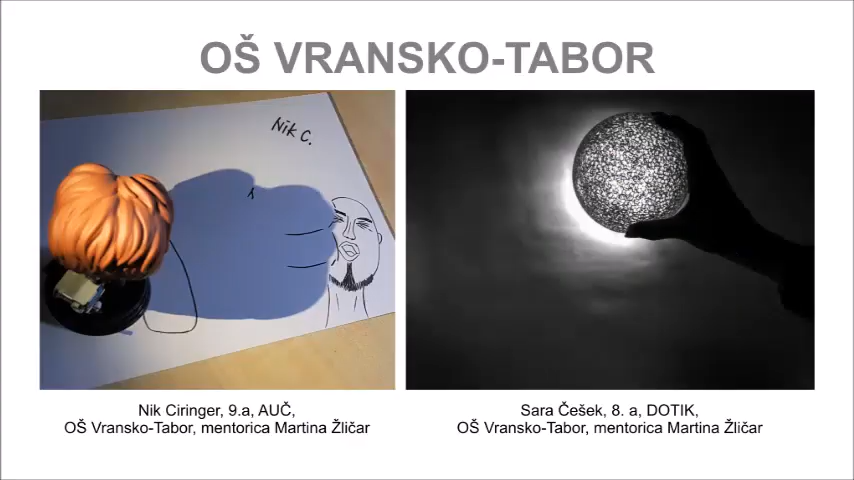 OŠ VRANSKO-TABOR
Nik C.
Nik Ciringer, 9.a, AUČ,
OŠ Vransko-Tabor, mentorica Martina Žličar
Sara Češek, 8. a, DOTIK,
OŠ Vransko-Tabor, mentorica Martina Žličar